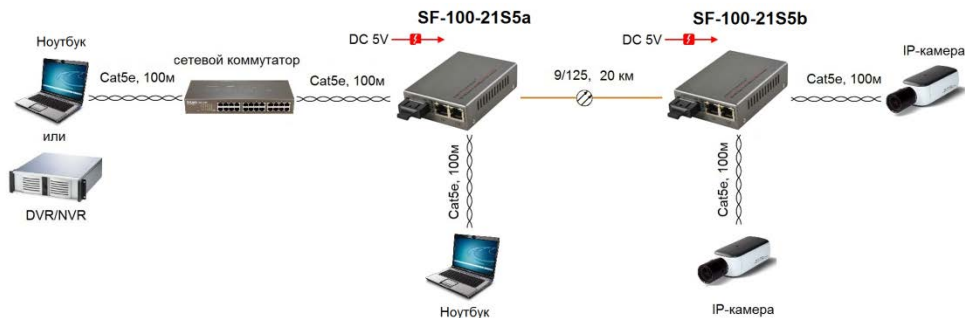 SF-100-21S5a
SF-100-21S5b
Ноутбук
DC 5V
DC 5V
IP-камера
сетевой коммутатор
Cat5e, 100м
Cat5e, 100м
9/125, 20 км
Cat5e, 100м
или
DVR/NVR
Cat5e, 100м
Cat5e, 100м
Ноутбук
IP-камера